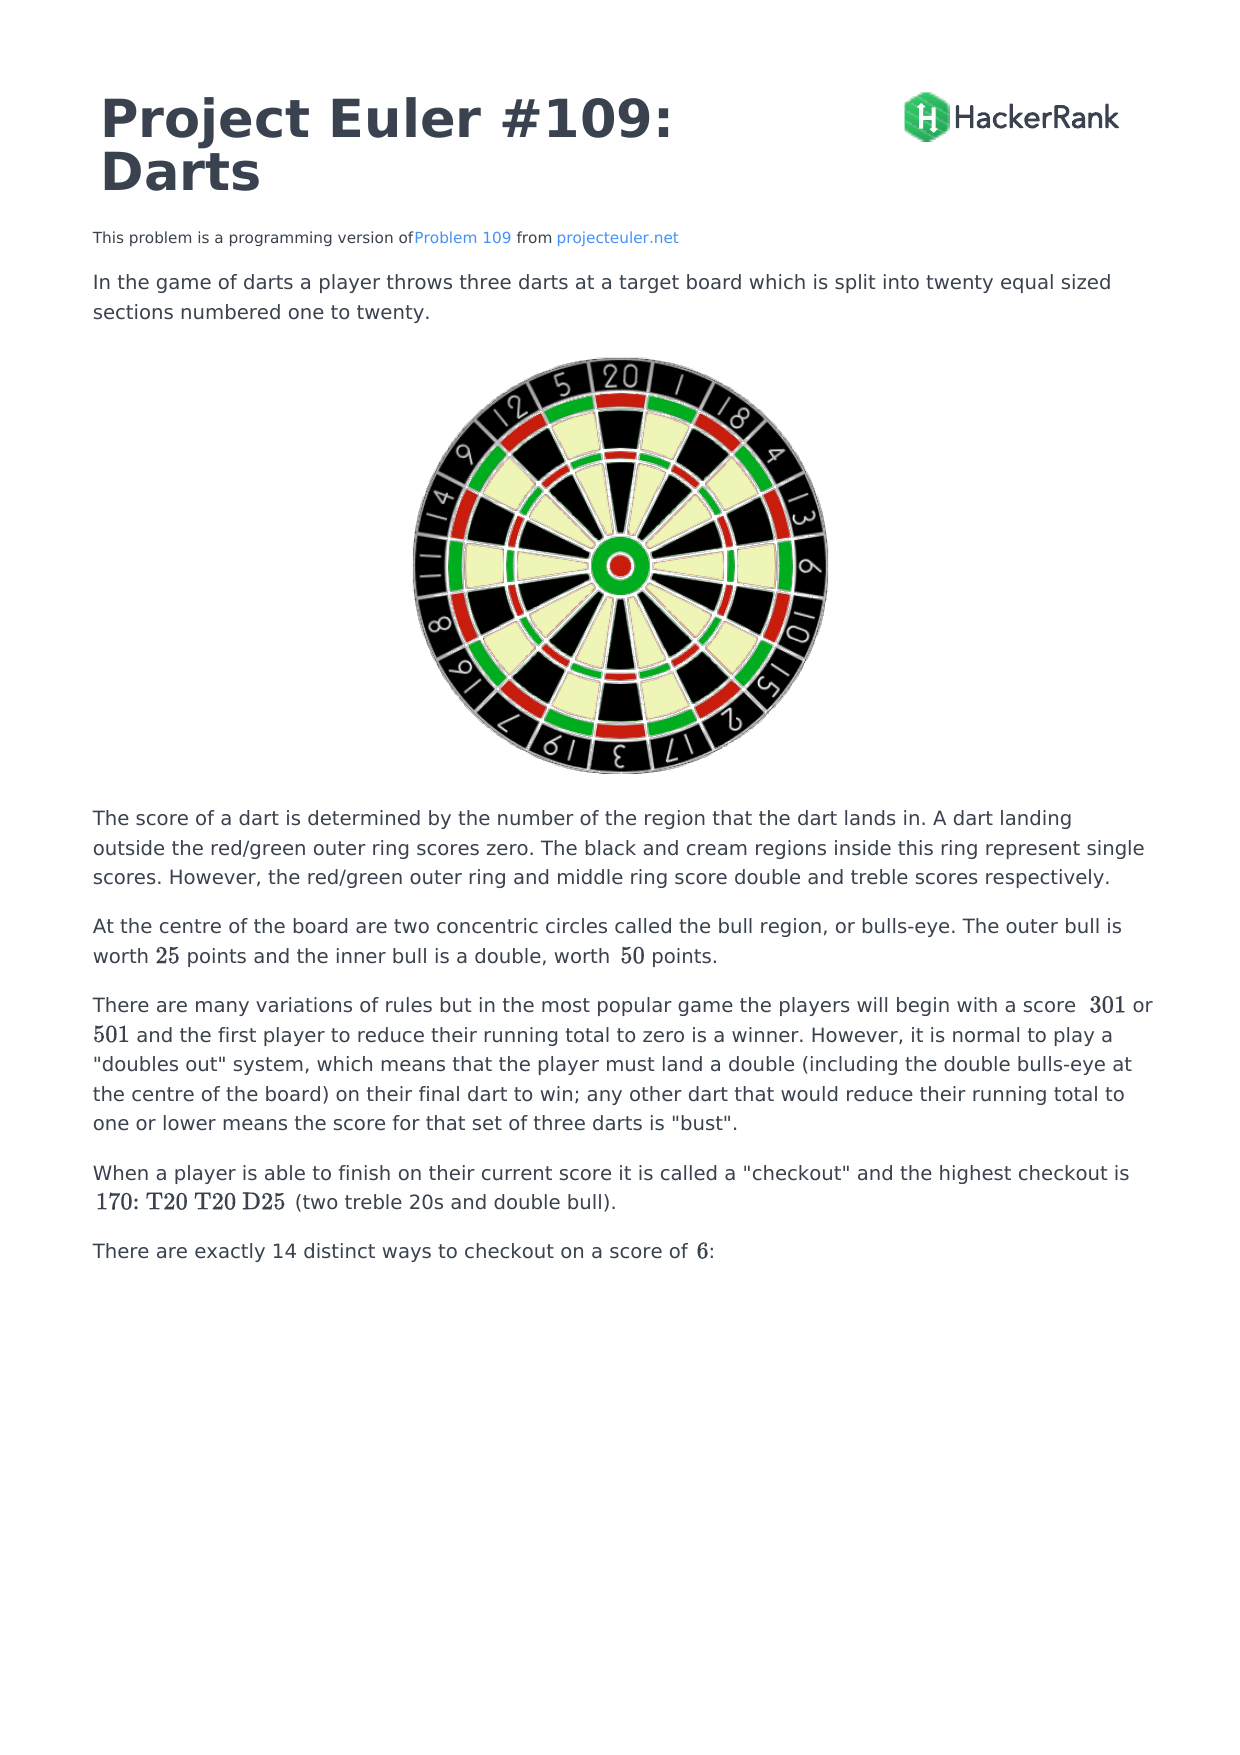 Project Euler #109:
Darts
HackerRank
This problem is a programming version ofProblem 109 from projecteuler.net
In the game of darts a player throws three darts at a target board which is split into twenty equal sized
sections numbered one to twenty.
20
1
18
4
13
6
10
15
2
17
3
19
7
16
8
11
14
9
12
5
The score of a dart is determined by the number of the region that the dart lands in. A dart landing
outside the red/green outer ring scores zero. The black and cream regions inside this ring represent single
scores. However, the red/green outer ring and middle ring score double and treble scores respectively.
At the centre of the board are two concentric circles called the bull region, or bulls-eye. The outer bull is
worth 25 points and the inner bull is a double, worth 50 points.
There are many variations of rules but in the most popular game the players will begin with a score 301 or
501 and the first player to reduce their running total to zero is a winner. However, it is normal to play a
"doubles out" system, which means that the player must land a double (including the double bulls-eye at
the centre of the board) on their final dart to win; any other dart that would reduce their running total to
one or lower means the score for that set of three darts is "bust".
When a player is able to finish on their current score it is called a "checkout" and the highest checkout is
170: T20 T20 D25 (two treble 20s and double bull).
There are exactly 14 distinct ways to checkout on a score of 6: